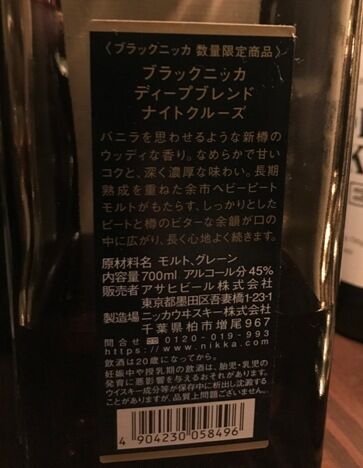 〈ブラックニッカ 数量限定商品〉
ブラックニッカ
ディープブレンド
ナイトクルーズ
バニラを思わせるような新樽の
ウッディな香り。なめらかで甘い
コクと、深く濃厚な味わい。長期
熟成を重ねた余市ヘビーピート
モルトがもたらす、しっかりとした
ピートと樽のビターな余韻が口の
中に広がり、長く心地よく続きます。
原材料名 モルト、グレーン
内容量700ml アルコール分45%
販売者 アサヒビール株式会社
東京都墨田区吾妻橋1-23-1
製造場 ニッカウヰスキー株式会社
千葉県柏市増尾967
問合せ 0120-019-993
https://www.nikka.com
飲酒は20歳になってから。
妊娠中や授乳期の飲酒は、胎児・乳児の
発育に悪影響を与えるおそれがあります。
ウイスキー成分等が保存中に析出し沈澱する
ことがありますが、品質上問題ございません。
4 904230 058496